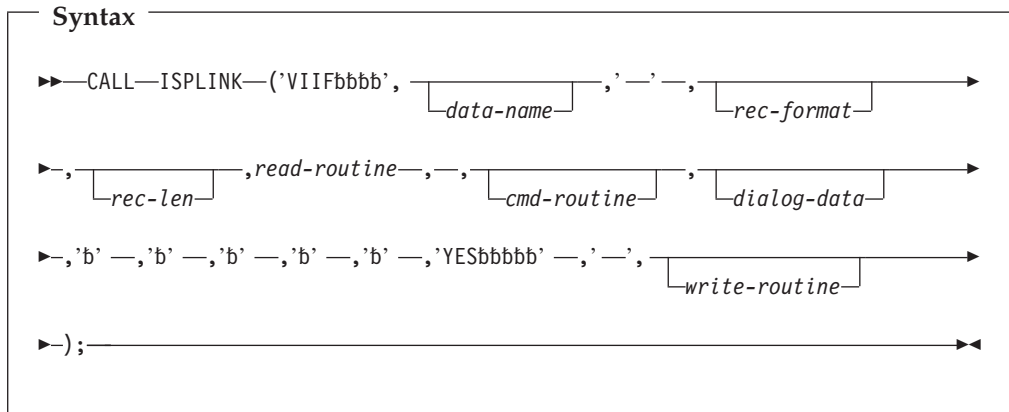 Syntax
►►—CALL—ISPLINK—('VIIFƀƀƀƀ', data-name ,'—'—, rec-format ►
►—, rec-len ,read-routine—,—, cmd-routine , dialog-data ►
►—,'ƀ'—,'ƀ'—,'ƀ'—,'ƀ'—,'ƀ'—,'YESƀƀƀƀƀ'—,'—', write-routine ►
►—);—►◄